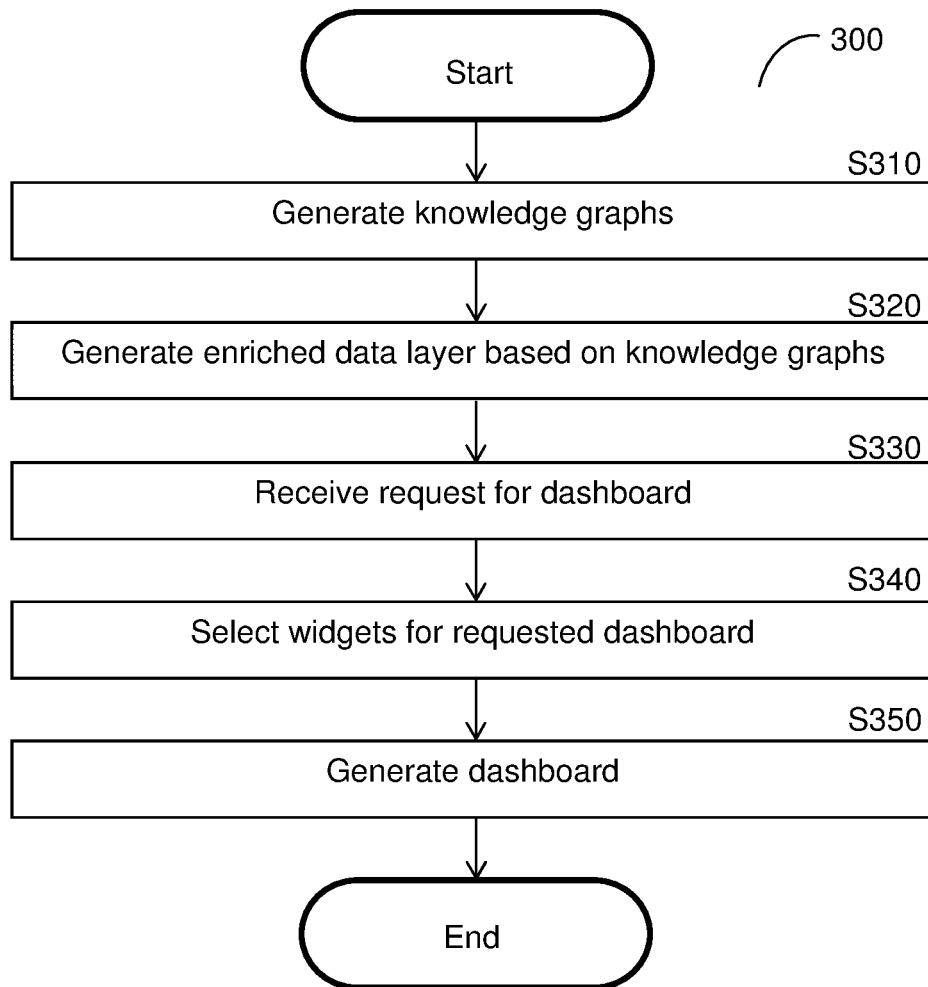 300
Start
S310
Generate knowledge graphs
S320
Generate enriched data layer based on knowledge graphs
S330
Receive request for dashboard
S340
Select widgets for requested dashboard
S350
Generate dashboard
End